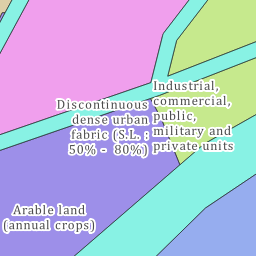 Discontinuous
dense urban
fabric (S.L. :
50% - 80%)
Industrial,
commercial,
public,
military and
private units
Arable land
(annual crops)